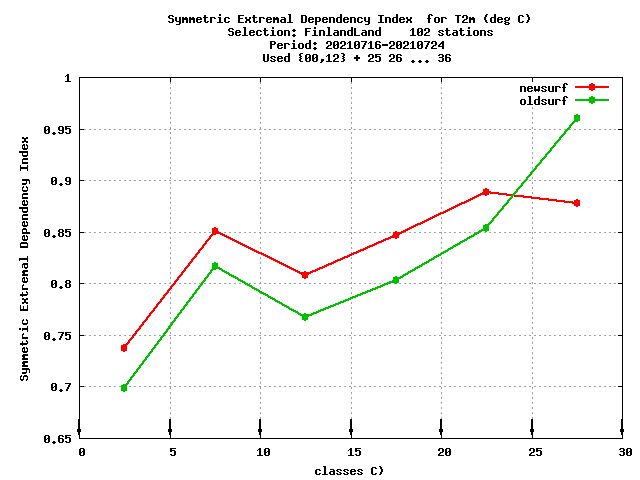 Symmetric Extremal Dependency Index  for T2m (deg C)
Selection: FinlandLand    102 stations
Period: 20210716-20210724
Used {00,12} + 25 26 ... 36
newsurf
oldsurf
Symmetric Extremal Dependency Index
1
0.95
0.9
0.85
0.8
0.75
0.7
0.65
0 5 10 15 20 25 30
classes C)